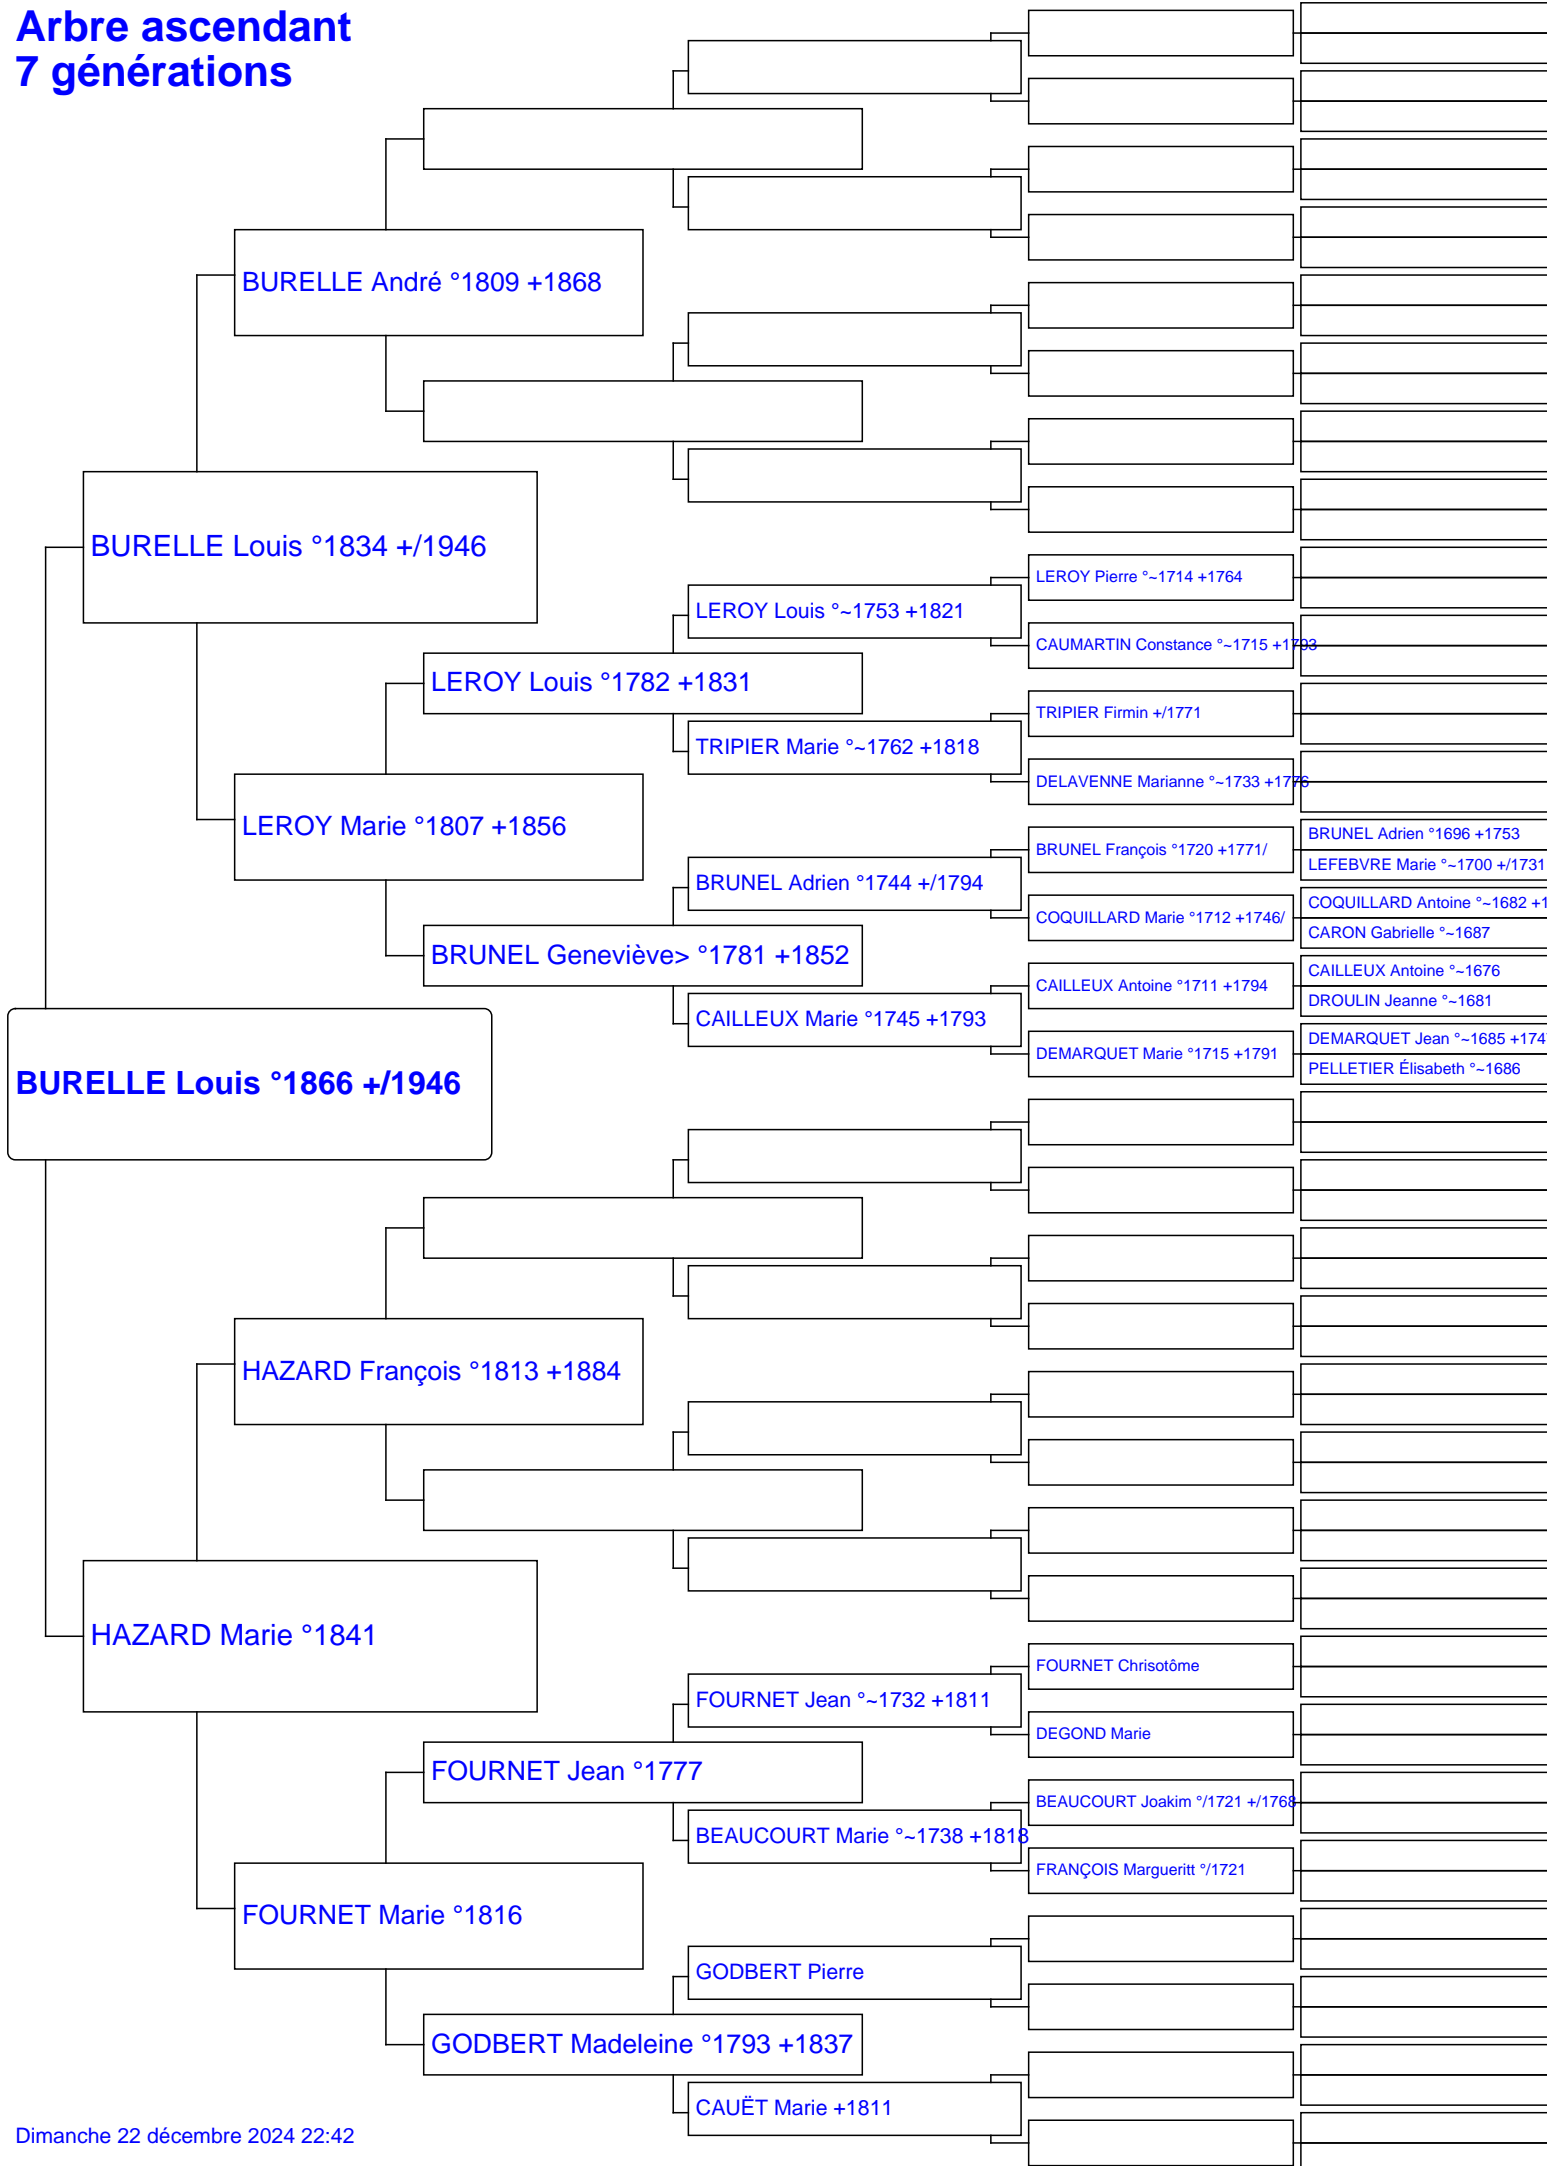 Arbre ascendant
7 générations
BURELLE André °1809 +1868
BURELLE Louis °1834 +/1946
LEROY Pierre °~1714 +1764
LEROY Louis °~1753 +1821
CAUMARTIN Constance °~1715 +1793
LEROY Louis °1782 +1831
TRIPIER Firmin +/1771
TRIPIER Marie °~1762 +1818
DELAVENNE Marianne °~1733 +1776
LEROY Marie °1807 +1856
BRUNEL Adrien °1696 +1753
BRUNEL François °1720 +1771/
LEFEBVRE Marie °~1700 +/1731
BRUNEL Adrien °1744 +/1794
COQUILLARD Antoine °~1682 +1
COQUILLARD Marie °1712 +1746/
CARON Gabrielle °~1687
BRUNEL Geneviève> °1781 +1852
CAILLEUX Antoine °~1676
CAILLEUX Antoine °1711 +1794
DROULIN Jeanne °~1681
CAILLEUX Marie °1745 +1793
DEMARQUET Jean °~1685 +174
DEMARQUET Marie °1715 +1791
PELLETIER Élisabeth °~1686
BURELLE Louis °1866 +/1946
HAZARD François °1813 +1884
HAZARD Marie °1841
FOURNET Chrisotôme
FOURNET Jean °~1732 +1811
DEGOND Marie
FOURNET Jean °1777
BEAUCOURT Joakim °/1721 +/1768
BEAUCOURT Marie °~1738 +1818
FRANÇOIS Margueritt °/1721
FOURNET Marie °1816
GODBERT Pierre
GODBERT Madeleine °1793 +1837
CAUËT Marie +1811
Dimanche 22 décembre 2024 22:42